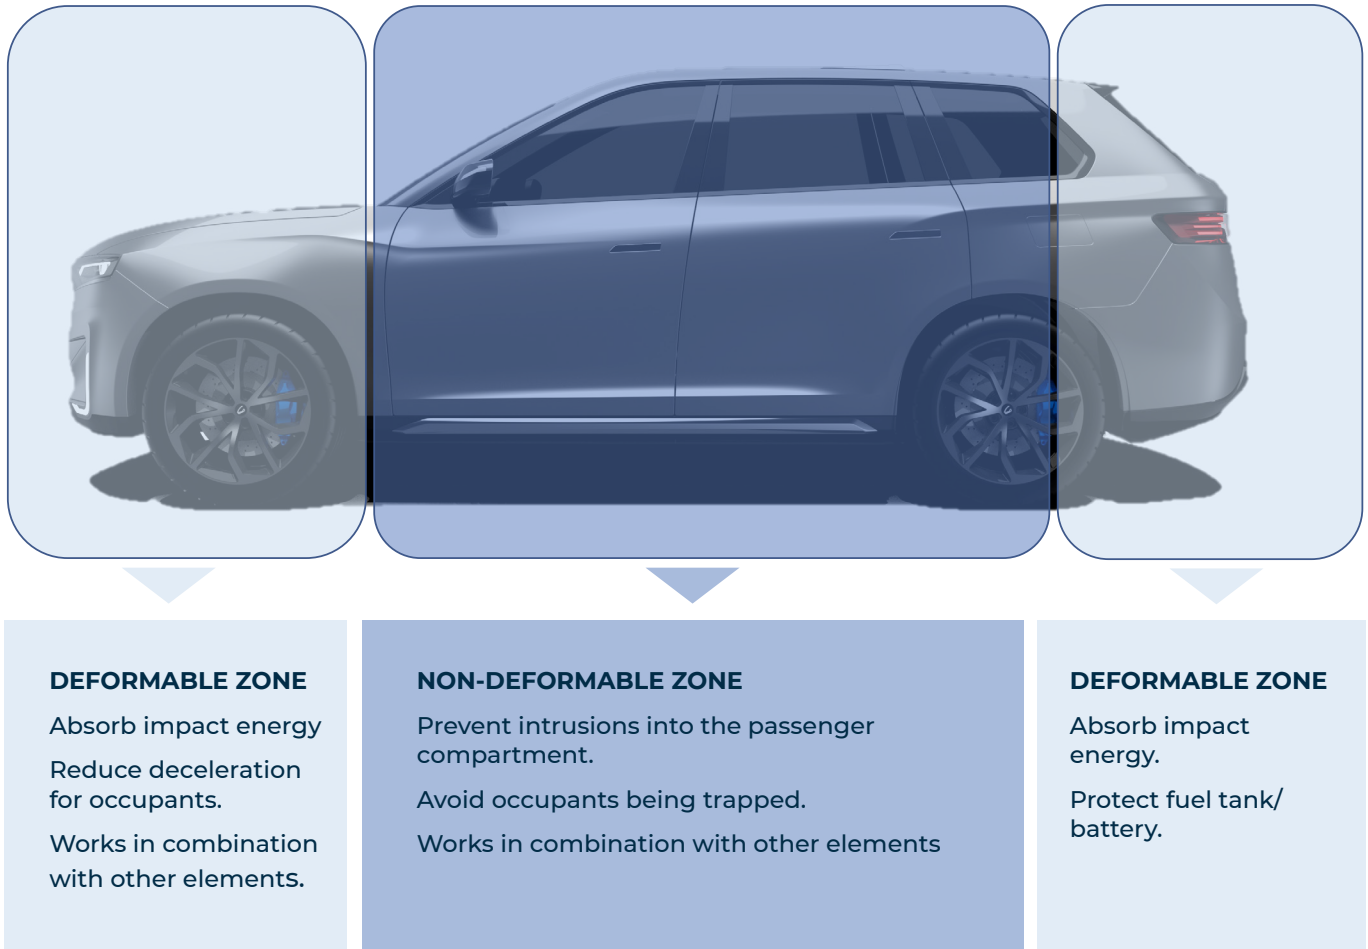 DEFORMABLE ZONE
Absorb impact energy
Reduce deceleration
for occupants.
Works in combination
with other elements.
NON-DEFORMABLE ZONE
Prevent intrusions into the passenger
compartment.
Avoid occupants being trapped.
Works in combination with other elements
DEFORMABLE ZONE
Absorb impact
energy.
Protect fuel tank/
battery.